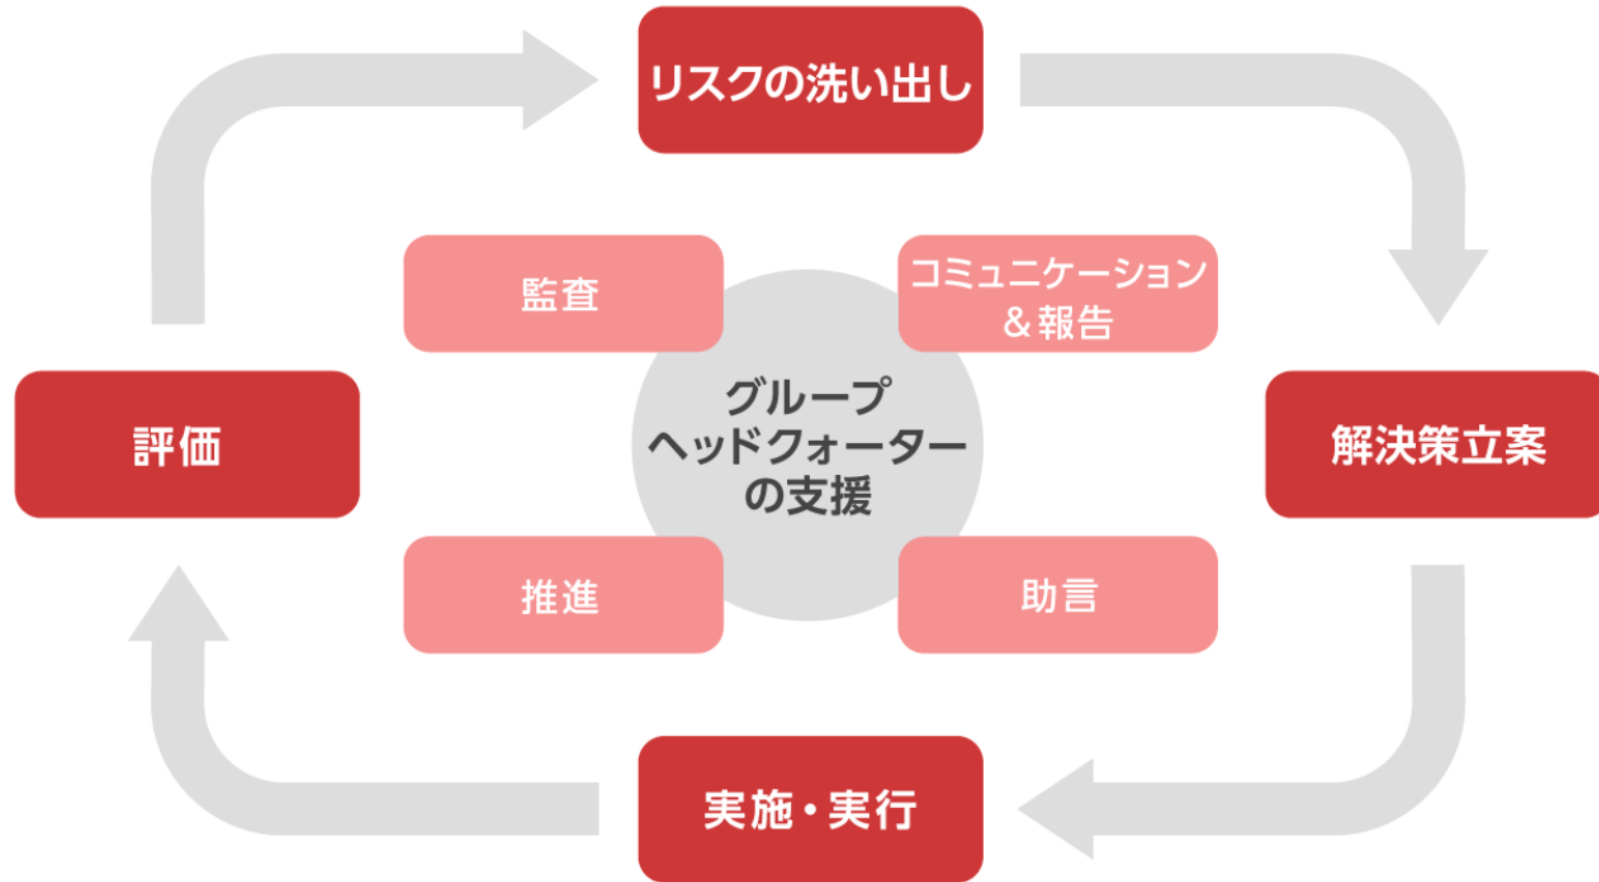 リスクの洗い出し
監査
コミュニケーション
＆報告
グループ
ヘッドクォーター
の支援
評価
解決策立案
推進
助言
実施・実行